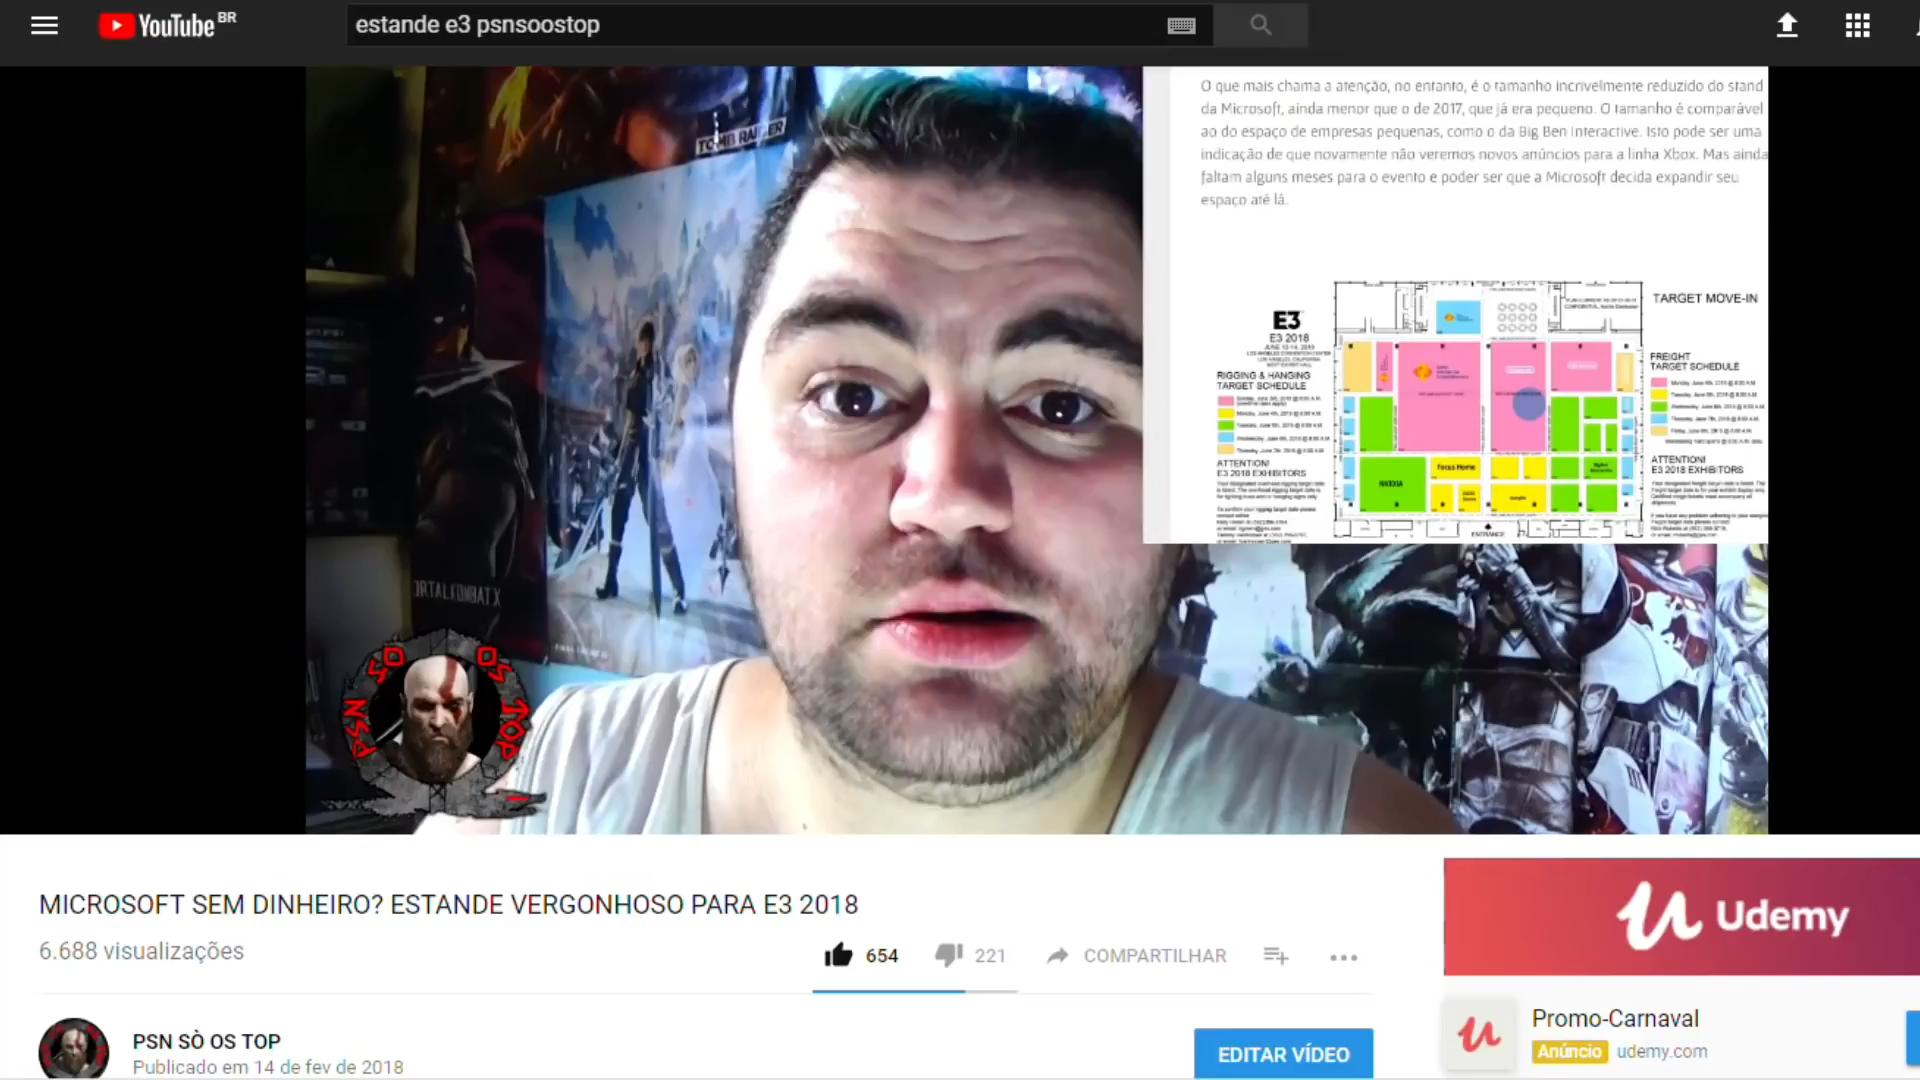 YouTube BR
estande e3 psnsoostop
O que mais chama a atenção, no entanto, é o tamanho incrivelmente reduzido do stand
da Microsoft, ainda menor que o de 2017, que já era pequeno. O tamanho é comparável
ao do espaço de empresas pequenas, como o da Big Ben Interactive. Isto pode ser uma
indicação de que novamente não veremos novos anúncios para a linha Xbox. Mas ainda
faltam alguns meses para o evento e poder ser que a Microsoft decida expandir seu
espaço até lá.
TOMB RAIDER
E3
E3 2018
TARGET MOVE-IN
RIGGING & HANGING
TARGET SCHEDULE
FREIGHT
TARGET SCHEDULE
ATTENTION!
E3 2018 EXHIBITORS
ATTENTION!
E3 2018 EXHIBITORS
NVIDIA
Focus Home
ENTRANCE
PSN SÒ OS TOP
MICROSOFT SEM DINHEIRO? ESTANDE VERGONHOSO PARA E3 2018
6.688 visualizações
654
221
COMPARTILHAR
Udemy
PSN SÒ OS TOP
Publicado em 14 de fev de 2018
EDITAR VÍDEO
Promo-Carnaval
Anúncio udemy.com